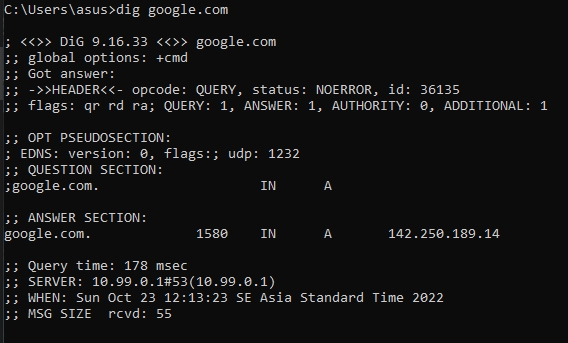 C:\Users\asus>dig google.com
; <<>> DiG 9.16.33 <<>> google.com
;; global options: +cmd
;; Got answer:
;; ->>HEADER<<- opcode: QUERY, status: NOERROR, id: 36135
;; flags: qr rd ra; QUERY: 1, ANSWER: 1, AUTHORITY: 0, ADDITIONAL: 1
;; OPT PSEUDOSECTION:
; EDNS: version: 0, flags:; udp: 1232
;; QUESTION SECTION:
;google.com. IN A
;; ANSWER SECTION:
google.com. 1580 IN A 142.250.189.14
;; Query time: 178 msec
;; SERVER: 10.99.0.1#53(10.99.0.1)
;; WHEN: Sun Oct 23 12:13:23 SE Asia Standard Time 2022
;; MSG SIZE rcvd: 55